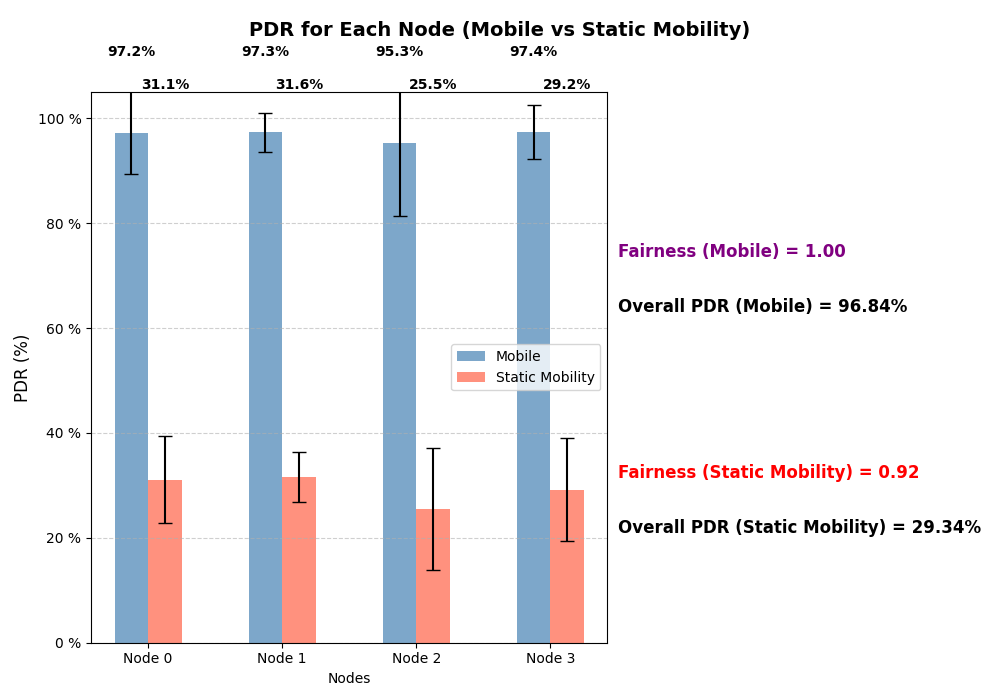 PDR for Each Node (Mobile vs Static Mobility)
97.2% 97.3% 95.3% 97.4%
31.1% 31.6% 25.5% 29.2%
100 %
80 %
60 %
40 %
20 %
0 %
PDR (%)
Mobile
Static Mobility
Node 0 Node 1 Node 2 Node 3
Nodes
Fairness (Mobile) = 1.00
Overall PDR (Mobile) = 96.84%
Fairness (Static Mobility) = 0.92
Overall PDR (Static Mobility) = 29.34%